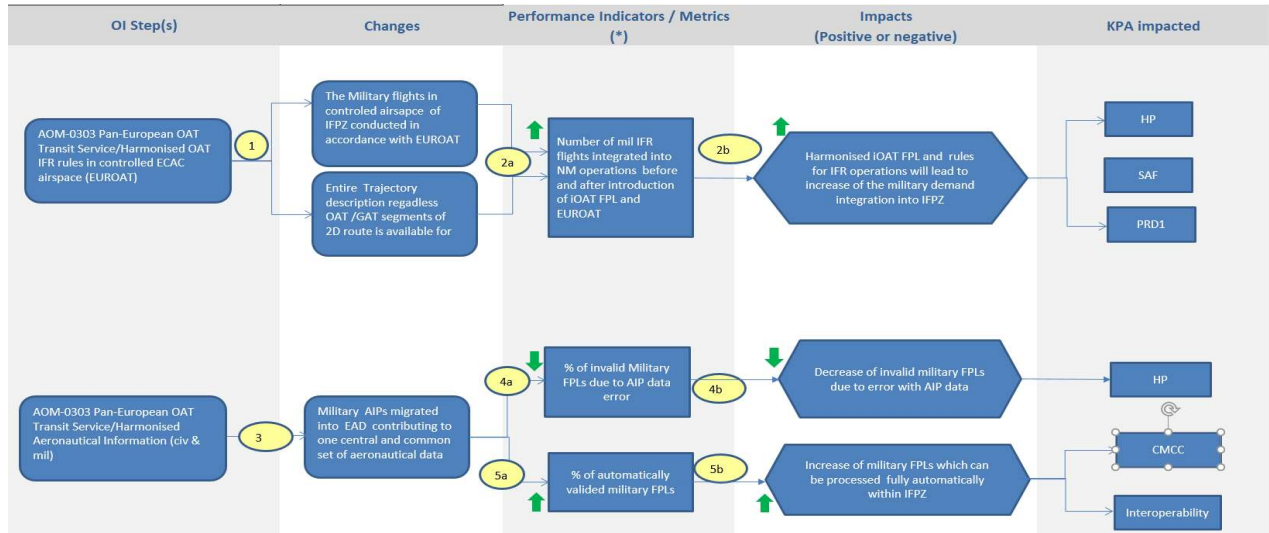 OI Step(s)
Changes
Performance Indicators / Metrics
(*)
Impacts
(Positive or negative)
KPA impacted
AOM-0303 Pan-European OAT
Transit Service/Harmonised OAT
IFR rules in controlled ECAC
airspace (EUROAT)
1
The Military flights in
controled airsapce of
IFPZ conducted in
accordance with EUROAT
Entire Trajectory
description regadless
OAT /GAT segments of
2D route is available for
2a
Number of mil IFR
flights integrated into
NM operations before
and after introduction
of iOAT FPL and
EUROAT
2b
Harmonised iOAT FPL and rules
for IFR operations will lead to
increase of the military demand
integration into IFPZ
HP
SAF
PRD1
AOM-0303 Pan-European OAT
Transit Service/Harmonised
Aeronautical Information (civ &
mil)
3
Military AIPs migrated
into EAD contributing to
one central and common
set of aeronautical data
4a
% of invalid Military
FPLs due to AIP data
error
4b
Decrease of invalid military FPLs
due to error with AIP data
HP
5a
% of automatically
valided military FPLs
5b
Increase of military FPLs which can
be processed fully automatically
within IFPZ
CMCC
Interoperability